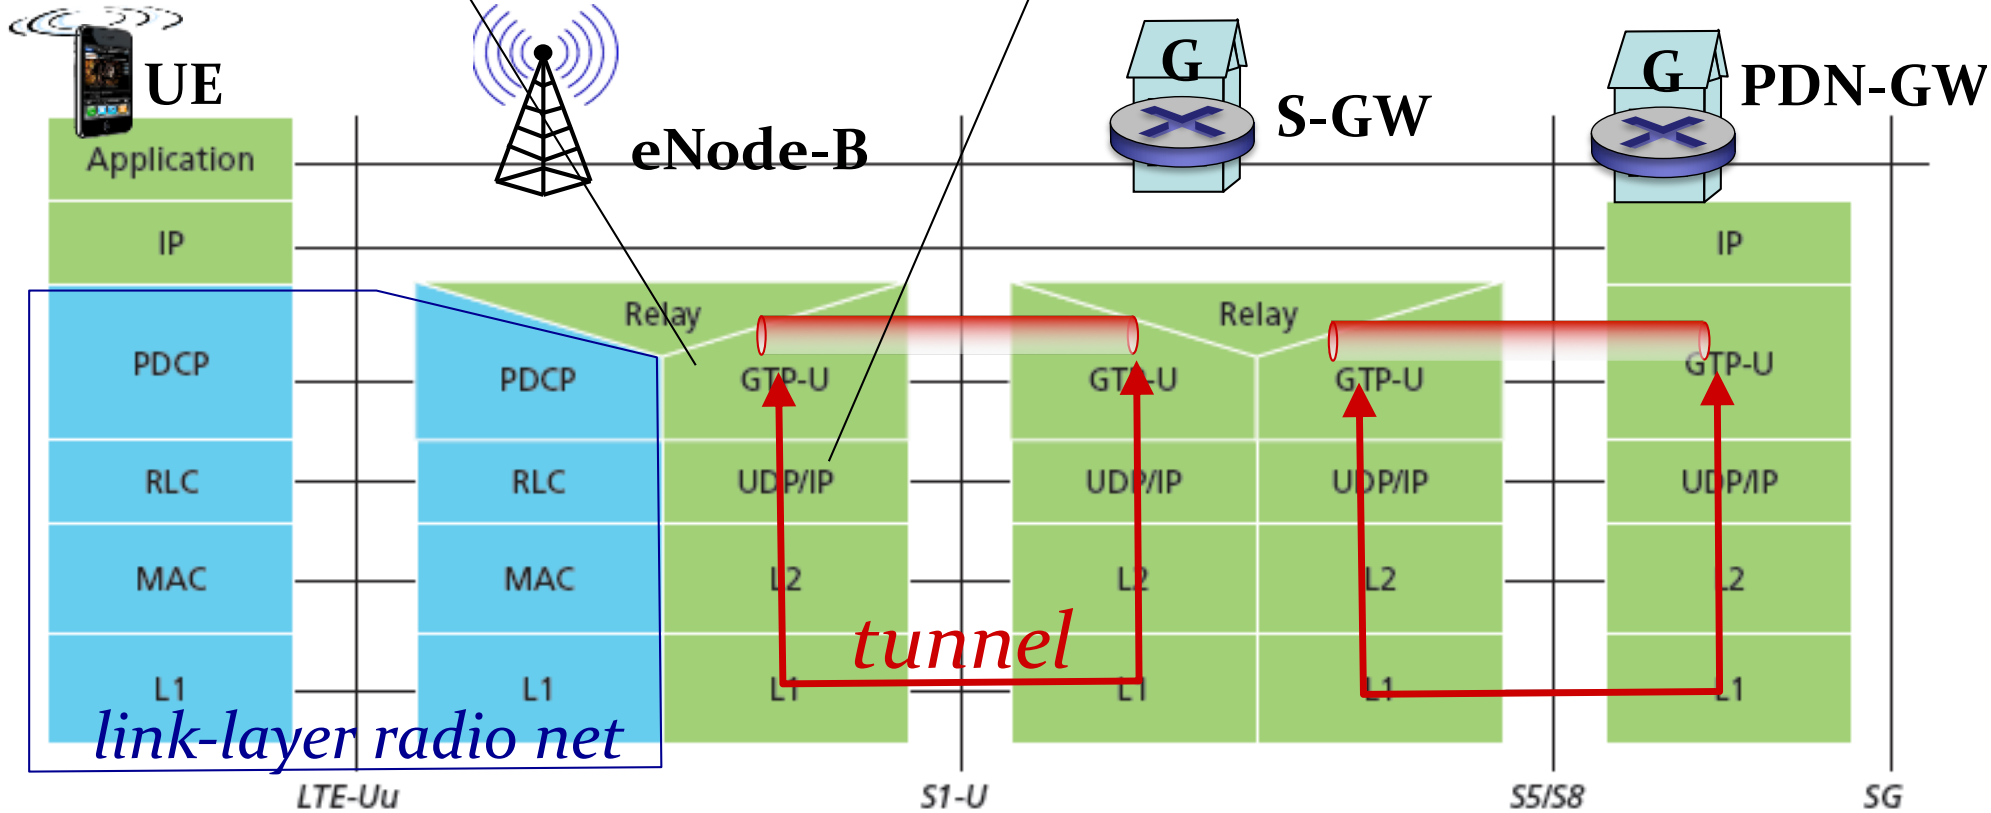 UE
eNode-B
G
S-GW
G
PDN-GW
Application
IP
IP
Relay
Relay
PDCP
PDCP
GTP-U
GTP-U
GTP-U
GTP-U
RLC
RLC
UDP/IP
UDP/IP
UDP/IP
UDP/IP
MAC
MAC
L2
L2
L2
L2
tunnel
L1
L1
L1
L1
L1
L1
link-layer radio net
LTE-Uu
S1-U
S5/S8
SG